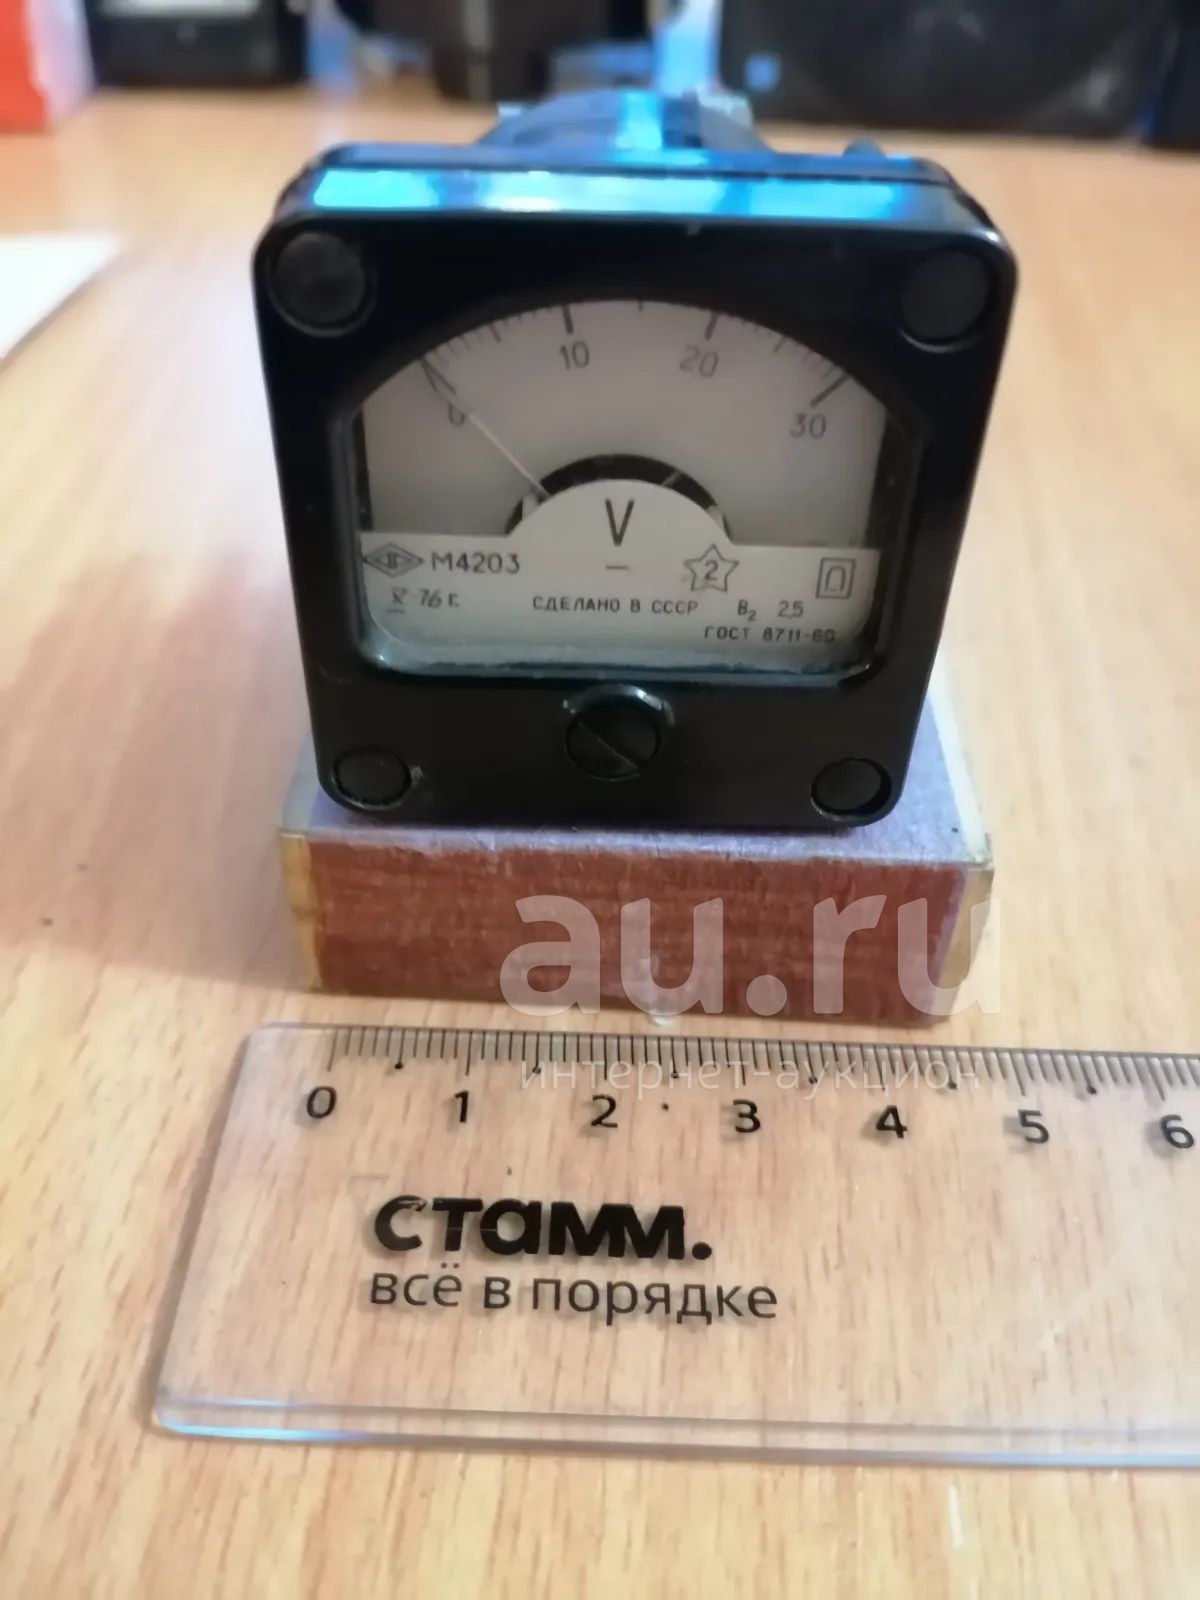 0 10 20 30
V
М4203 2
X-76 г. СДЕЛАНО В СССР В2 2,5
ГОСТ 8711-60
au.ru
интернет-аукцион
0 1 2 3 4 5 6
стамм.
всё в порядке